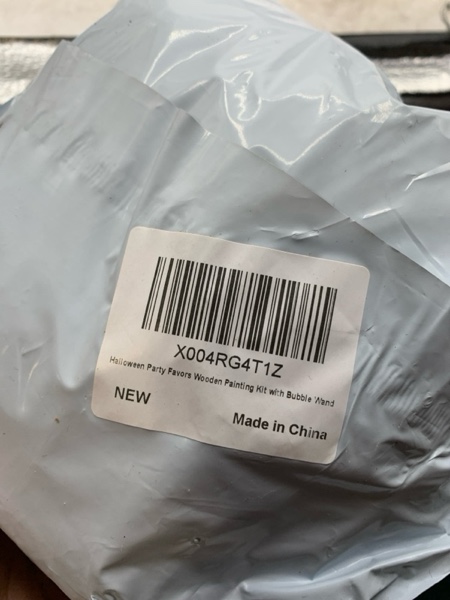 X004RG4T1Z
Halloween Party Favors Wooden Painting Kit with Bubble Wand
NEW
Made in China